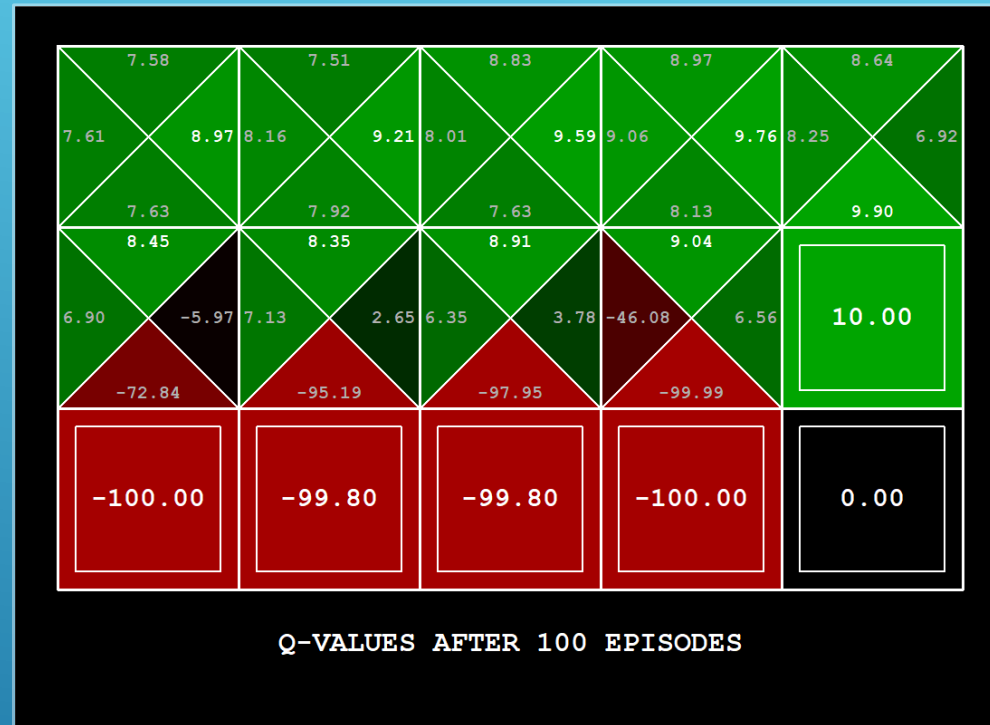 7.58 7.51 8.83 8.97 8.64
7.61 8.97 8.16 9.21 8.01 9.59 9.06 9.76 8.25 6.92
7.63 7.92 7.63 8.13 9.90
8.45 8.35 8.91 9.04
6.90 -5.97 7.13 2.65 6.35 3.78 -46.08 6.56 10.00
-72.84 -95.19 -97.95 -99.99
-100.00 -99.80 -99.80 -100.00 0.00
Q-VALUES AFTER 100 EPISODES